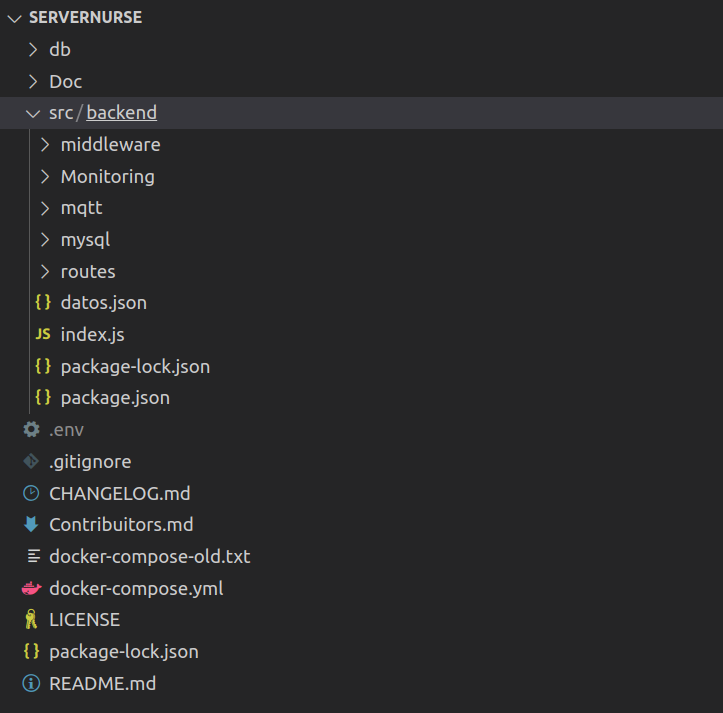 SERVERNURSE
db
Doc
src/backend
middleware
Monitoring
mqtt
mysql
routes
{} datos.json
JS index.js
{} package-lock.json
{} package.json
.env
.gitignore
CHANGELOG.md
Contribuitors.md
docker-compose-old.txt
docker-compose.yml
LICENSE
{} package-lock.json
README.md